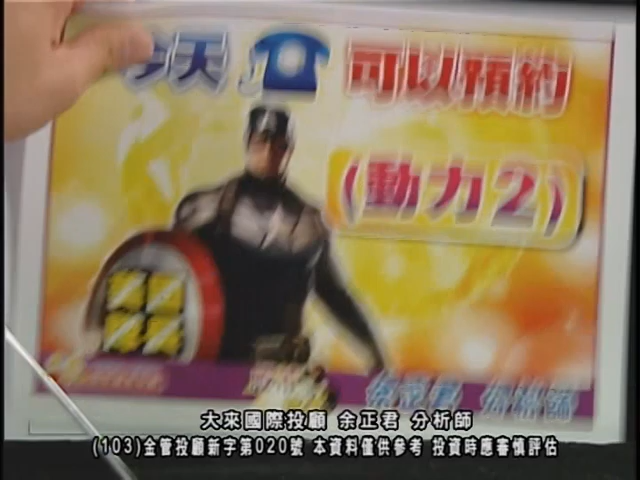 今天 ☎ 可以預約
(動力2)
大來國際投顧 余正君 分析師
(103)金管投顧新字第020號 本資料僅供參考 投資時應審慎評估